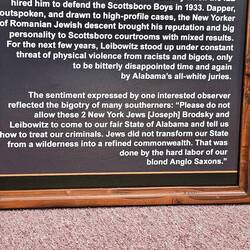 hired him to defend the Scottsboro Boys in 1933. Dapper,
outspoken, and drawn to high-profile cases, the New Yorker
of Romanian Jewish descent brought his reputation and big
personality to Scottsboro courtrooms with mixed results.
For the next few years, Leibowitz stood up under constant
threat of physical violence from racists and bigots, only
to be bitterly disappointed time and again
by Alabama's all-white juries.
The sentiment expressed by one interested observer
reflected the bigotry of many southerners: "Please do not
allow these 2 New York Jews [Joseph] Brodsky and
Leibowitz to come to our fair State of Alabama and tell us
how to treat our criminals. Jews did not transform our State
from a wilderness into a refined commonwealth. That was
done by the hard labor of our
blond Anglo Saxons."